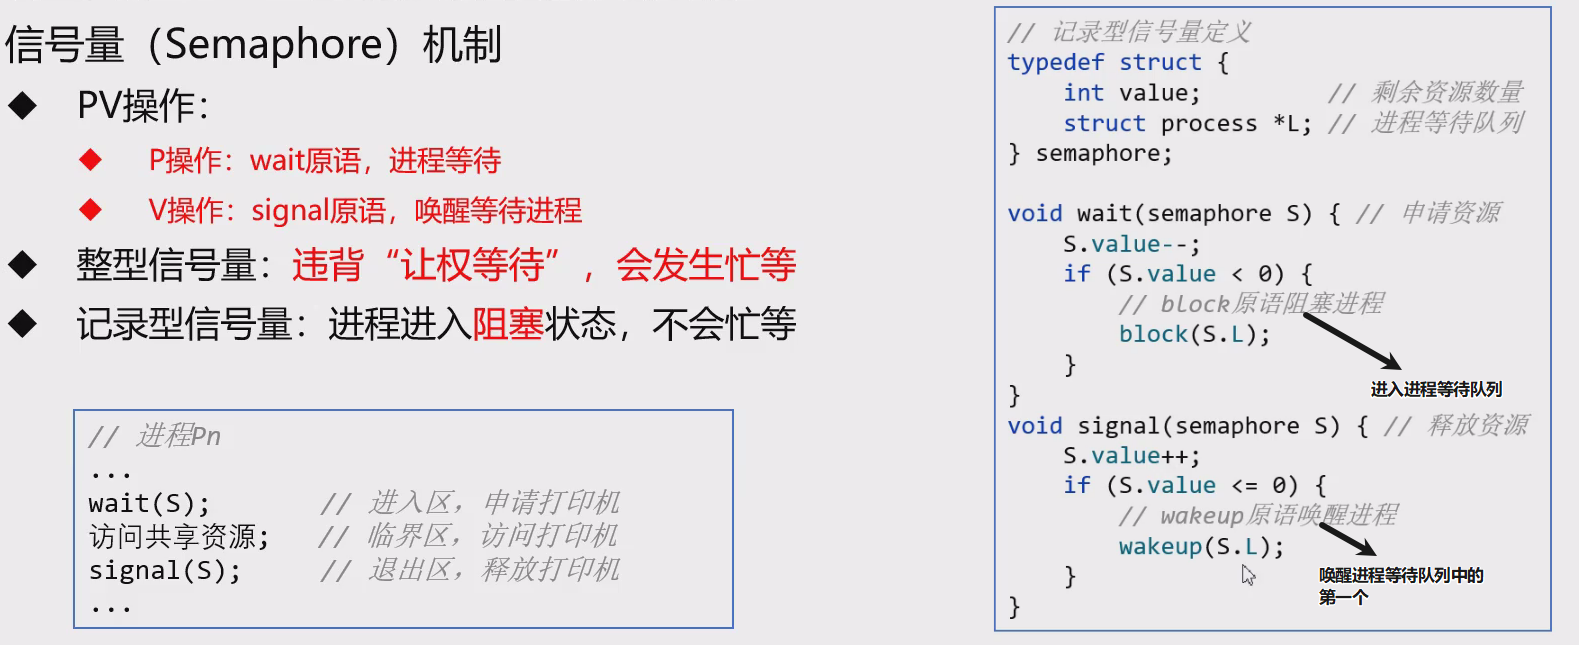 信号量（Semaphore）机制
◆ PV操作：
◆ P操作：wait原语，进程等待
◆ V操作：signal原语，唤醒等待进程
◆ 整型信号量：违背“让权等待”，会发生忙等
◆ 记录型信号量：进程进入阻塞状态，不会忙等
// 进程Pn
...
wait(S); // 进入区，申请打印机
访问共享资源; // 临界区，访问打印机
signal(S); // 退出区，释放打印机
...
// 记录型信号量定义
typedef struct {
int value; // 剩余资源数量
struct process *L; // 进程等待队列
} semaphore;
void wait(semaphore S) { // 申请资源
S.value--;
if (S.value < 0) {
// block原语阻塞进程
block(S.L);
}
进入进程等待队列
}
void signal(semaphore S) { // 释放资源
S.value++;
if (S.value <= 0) {
// wakeup原语唤醒进程
wakeup(S.L);
}
唤醒进程等待队列中的
第一个
}